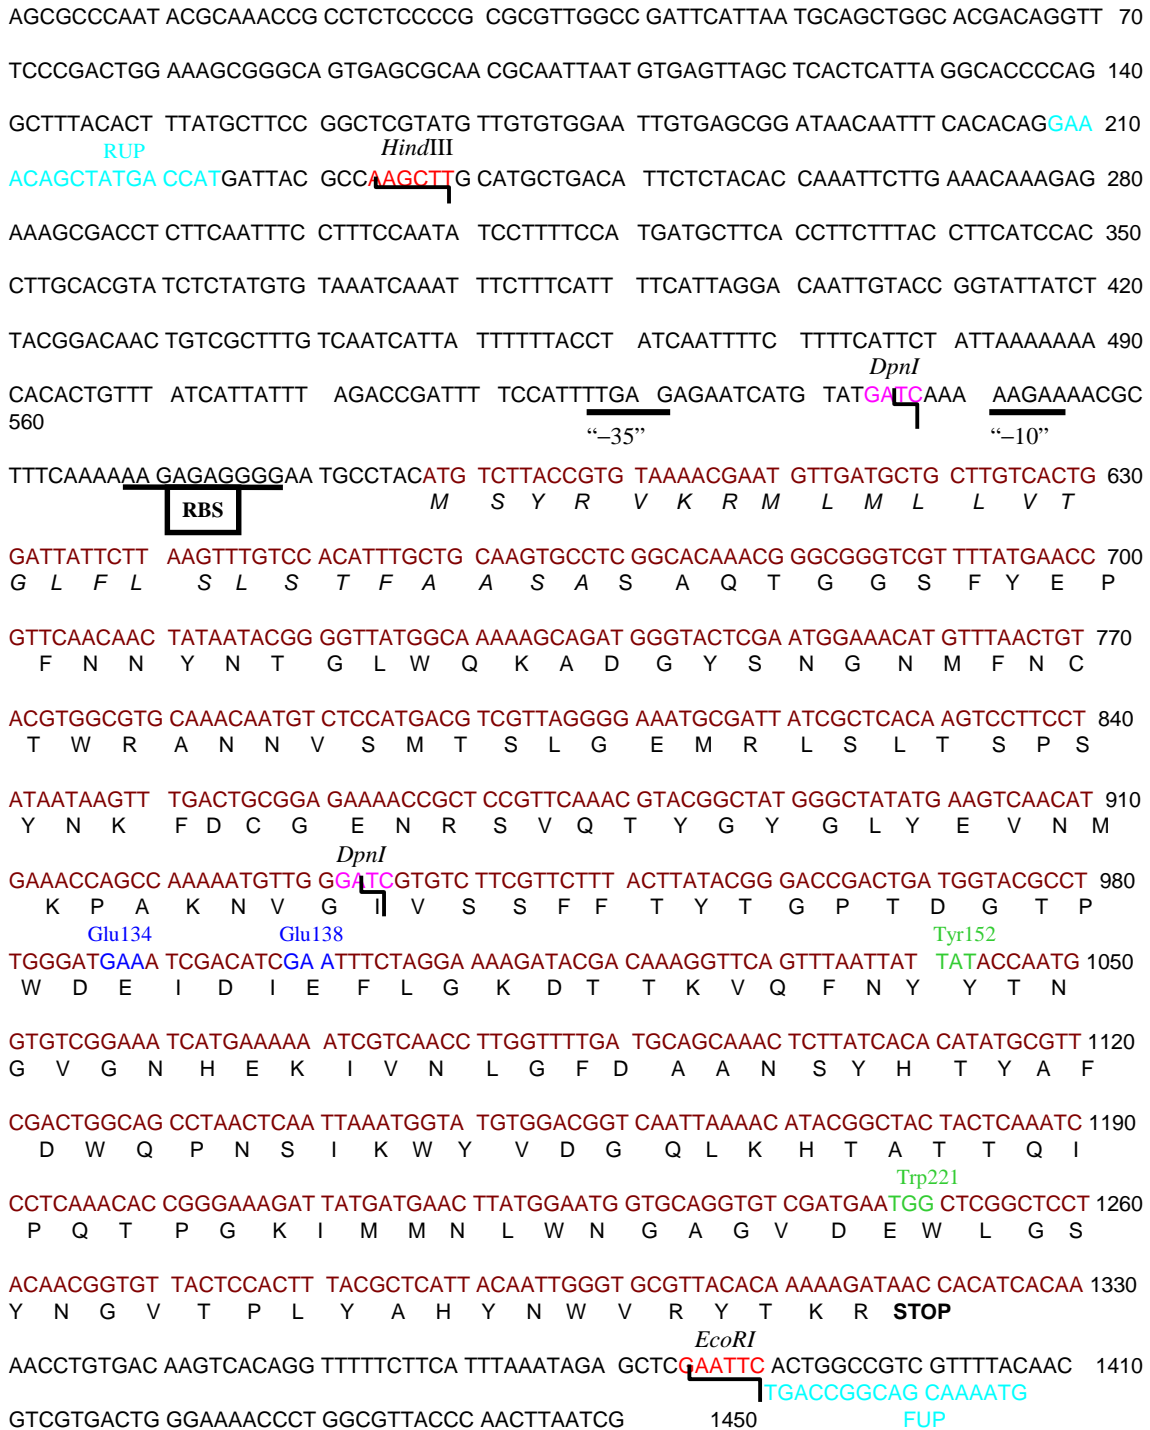 AGCGCCCAAT ACGCAAACCG CCTCTCCCCG CGCGTTGGCC GATTCATTAA TGCAGCTGGC ACGACAGGTT 70
TCCCGACTGG AAAGCGGGCA GTGAGCGCAA CGCAATTAAT GTGAGTTAGC TCACTCATTA GGCACCCCAG 140
GCTTTACACT TTATGCTTCC GGCTCGTATG TTGTGTGGAA TTGTGAGCGG ATAACAATTT CACACAGGAA 210
RUP HindIII
ACAGCTATGA CCATGATTAC GCCAAGCTTG CATGCTGACA TTCTCTACAC CAAATTCTTG AAACAAAGAG 280
AAAGCGACCT CTTCAATTTC CTTTCCAATA TCCTTTTCCA TGATGCTTCA CCTTCTTTAC CTTCATCCAC 350
CTTGCACGTA TCTCTATGTG TAAATCAAAT TTCTTTCATT TTCATTAGGA CAATTGTACC GGTATTATCT 420
TACGGACAAC TGTCGCTTTG TCAATCATTA TTTTTTACCT ATCAATTTTC TTTTCATTCT ATTAAAAAAA 490
DpnI
CACACTGTTT ATCATTATTT AGACCGATTT TCCATTTTGA GAGAATCATG TATGATCAAA AAGAAAACGC
560
“–35” “–10”
TTTCAAAAAA GAGAGGGGAA TGCCTACATG TCTTACCGTG TAAAACGAAT GTTGATGCTG CTTGTCACTG 630
RBS M S Y R V K R M L M L L V T
GATTATTCTT AAGTTTGTCC ACATTTGCTG CAAGTGCCTC GGCACAAACG GGCGGGTCGT TTTATGAACC 700
G L F L S L S T F A A S A S A Q T G G S F Y E P
GTTCAACAAC TATAATACGG GGTTATGGCA AAAAGCAGAT GGGTACTCGA ATGGAAACAT GTTTAACTGT 770
F N N Y N T G L W Q K A D G Y S N G N M F N C
ACGTGGCGTG CAAACAATGT CTCCATGACG TCGTTAGGGG AAATGCGATT ATCGCTCACA AGTCCTTCCT 840
T W R A N N V S M T S L G E M R L S L T S P S
ATAATAAGTT TGACTGCGGA GAAAACCGCT CCGTTCAAAC GTACGGCTAT GGGCTATATG AAGTCAACAT 910
Y N K F D C G E N R S V Q T Y G Y G L Y E V N M
DpnI
GAAACCAGCC AAAAATGTTG GGATCGTGTC TTCGTTCTTT ACTTATACGG GACCGACTGA TGGTACGCCT 980
K P A K N V G I V S S F F T Y T G P T D G T P
Glu134 Glu138 Tyr152
TGGGATGAAA TCGACATCGA ATTTCTAGGA AAAGATACGA CAAAGGTTCA GTTTAATTAT TATACCAATG 1050
W D E I D I E F L G K D T T K V Q F N Y Y T N
GTGTCGGAAA TCATGAAAAA ATCGTCAACC TTGGTTTTGA TGCAGCAAAC TCTTATCACA CATATGCGTT 1120
G V G N H E K I V N L G F D A A N S Y H T Y A F
CGACTGGCAG CCTAACTCAA TTAAATGGTA TGTGGACGGT CAATTAAAAC ATACGGCTAC TACTCAAATC 1190
D W Q P N S I K W Y V D G Q L K H T A T T Q I
Trp221
CCTCAAACAC CGGGAAAGAT TATGATGAAC TTATGGAATG GTGCAGGTGT CGATGAATGG CTCGGCTCCT 1260
P Q T P G K I M M N L W N G A G V D E W L G S
ACAACGGTGT TACTCCACTT TACGCTCATT ACAATTGGGT GCGTTACACA AAAAGATAAC CACATCACAA 1330
Y N G V T P L Y A H Y N W V R Y T K R STOP
EcoRI
AACCTGTGAC AAGTCACAGG TTTTTCTTCA TTTAAATAGA GCTCGAATTC ACTGGCCGTC GTTTTACAAC 1410
TGACCGGCAG CAAAATG
GTCGTGACTG GGAAAACCCT GGCGTTACCC AACTTAATCG 1450 FUP